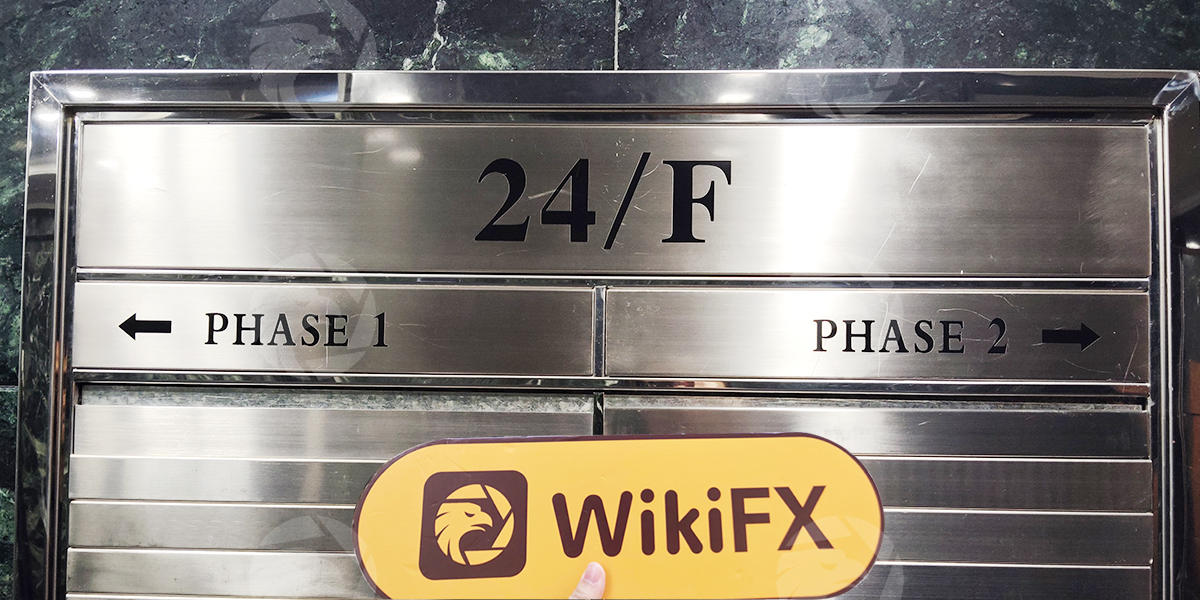 24/F
← PHASE 1
PHASE 2 →
WikiFX